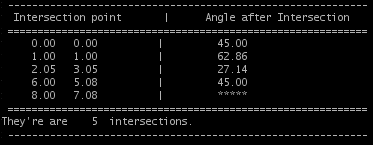 Intersection point | Angle after Intersection
0.00 0.00 | 45.00
1.00 1.00 | 62.86
2.05 3.05 | 27.14
6.00 5.08 | 45.00
8.00 7.08 | *****
They're are 5 intersections.